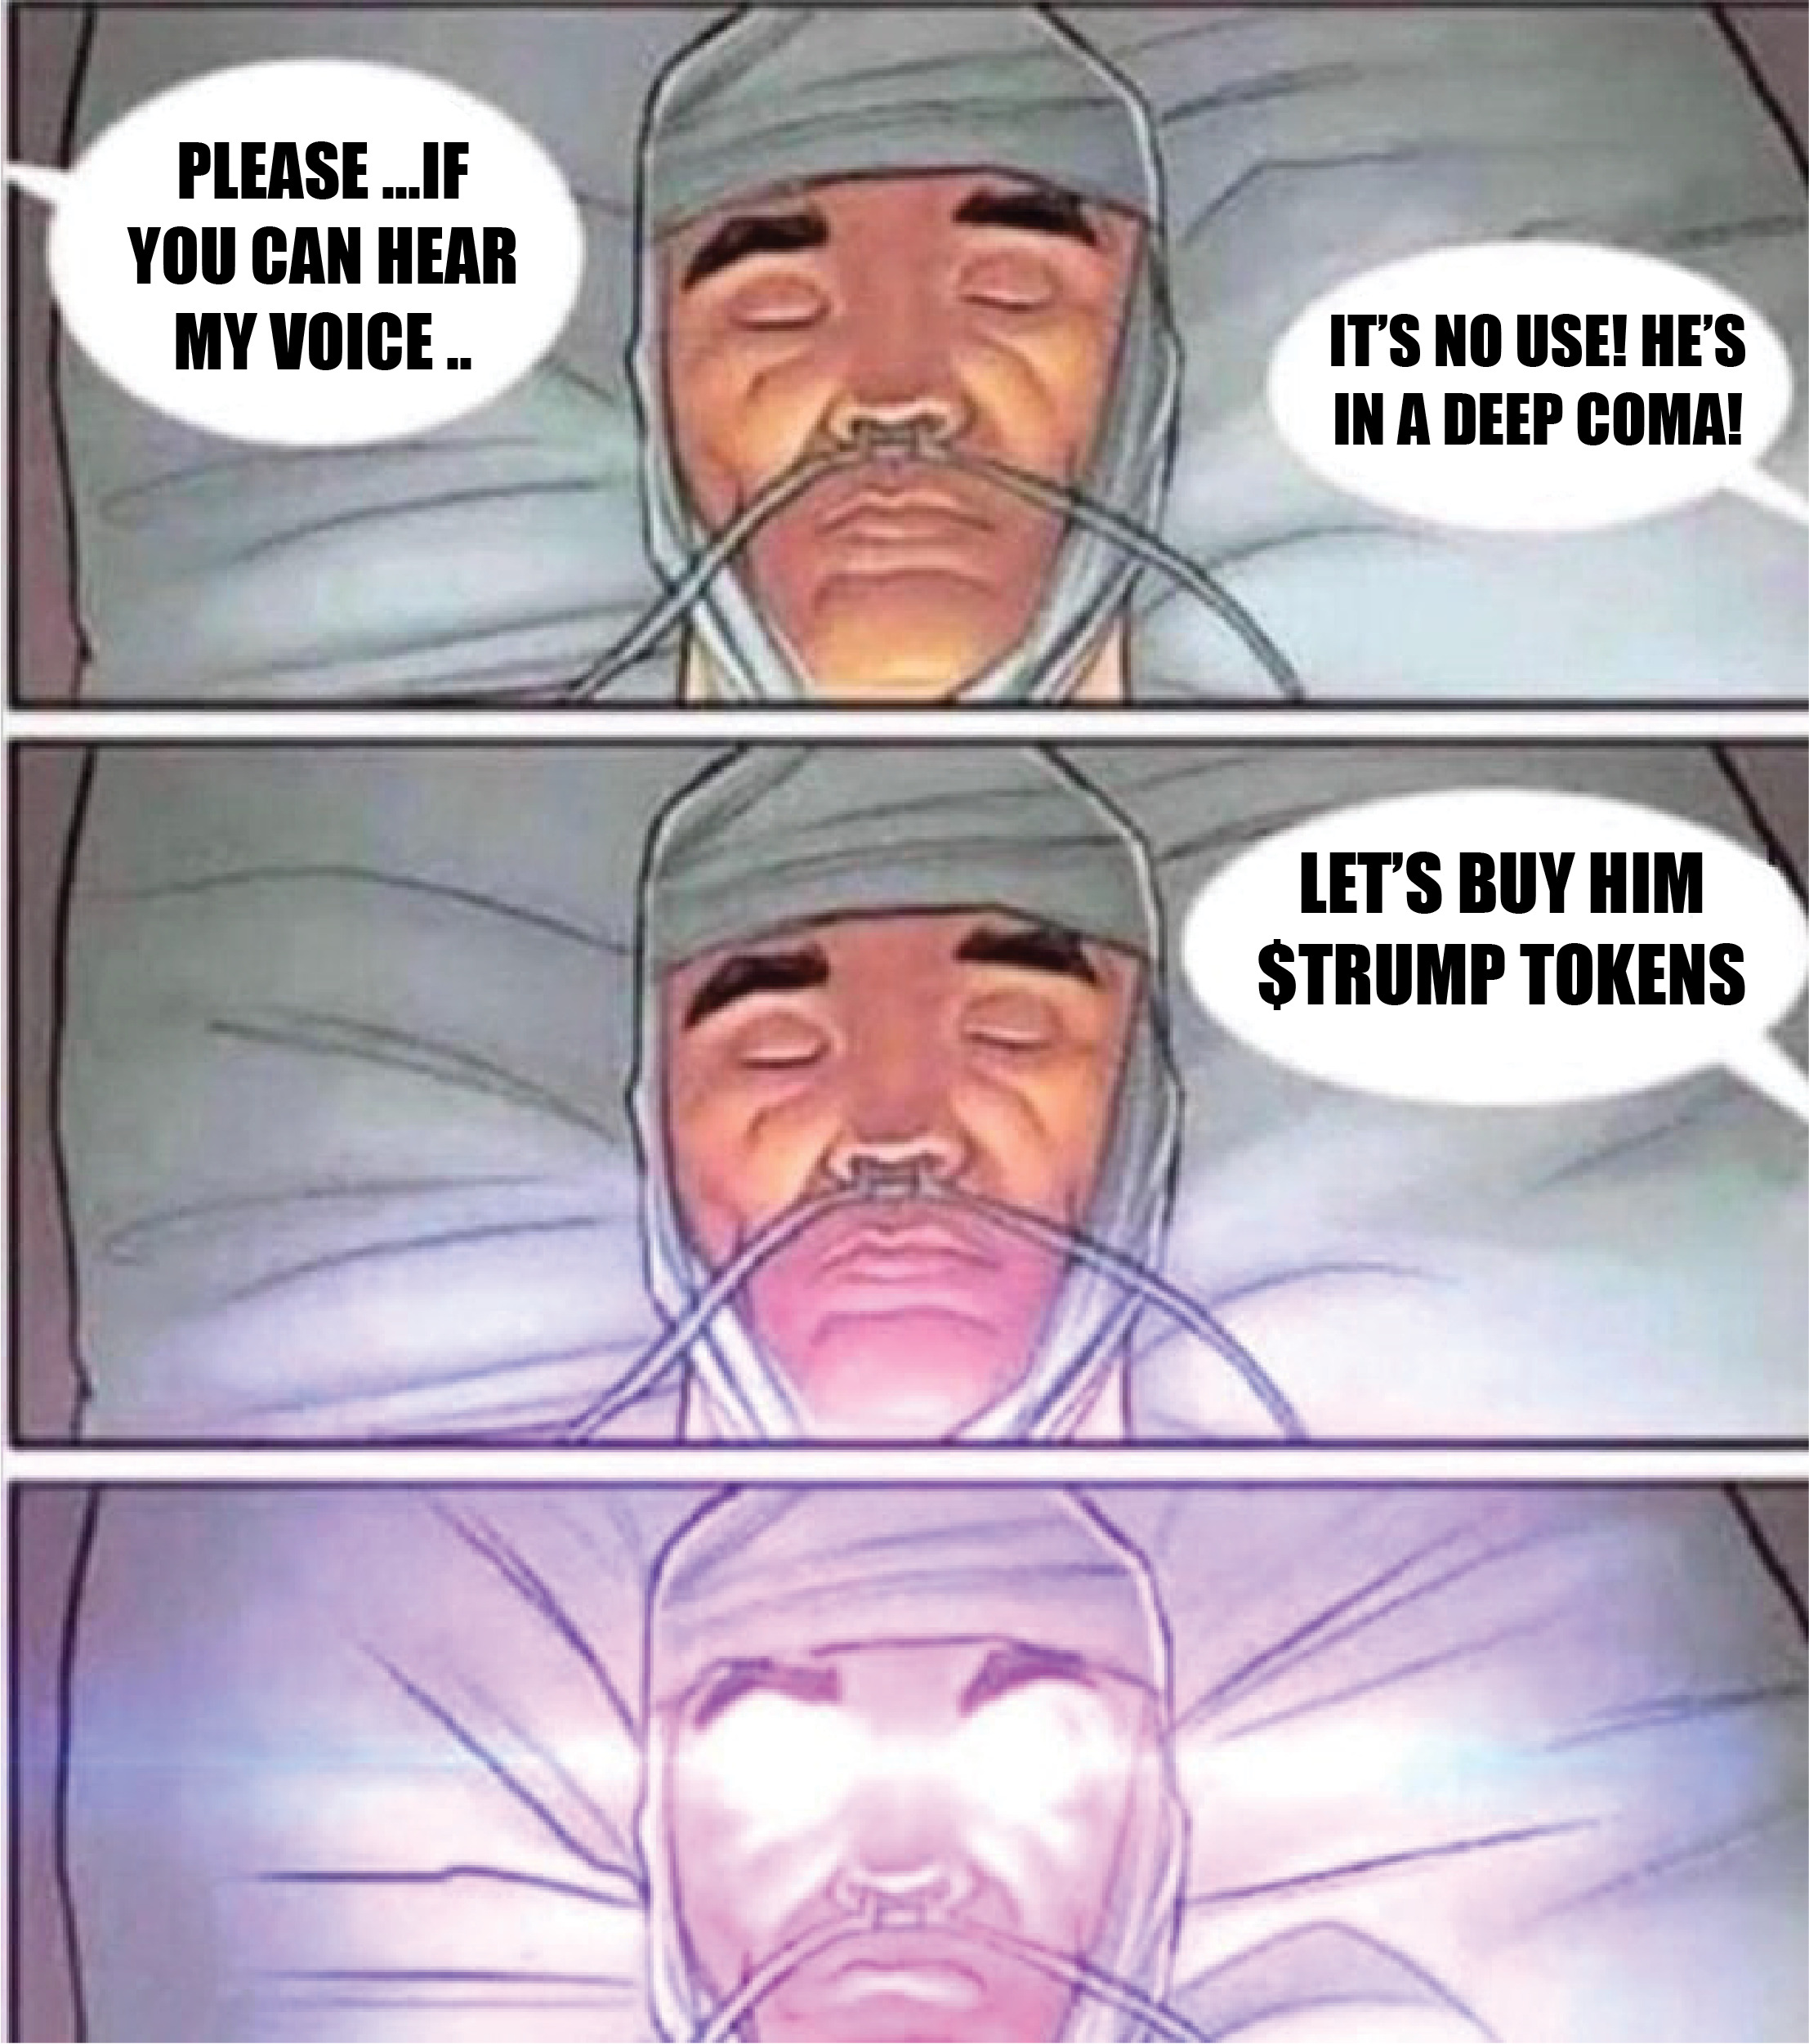 PLEASE ...IF
YOU CAN HEAR
MY VOICE ..
IT’S NO USE! HE’S
IN A DEEP COMA!
LET’S BUY HIM
$TRUMP TOKENS